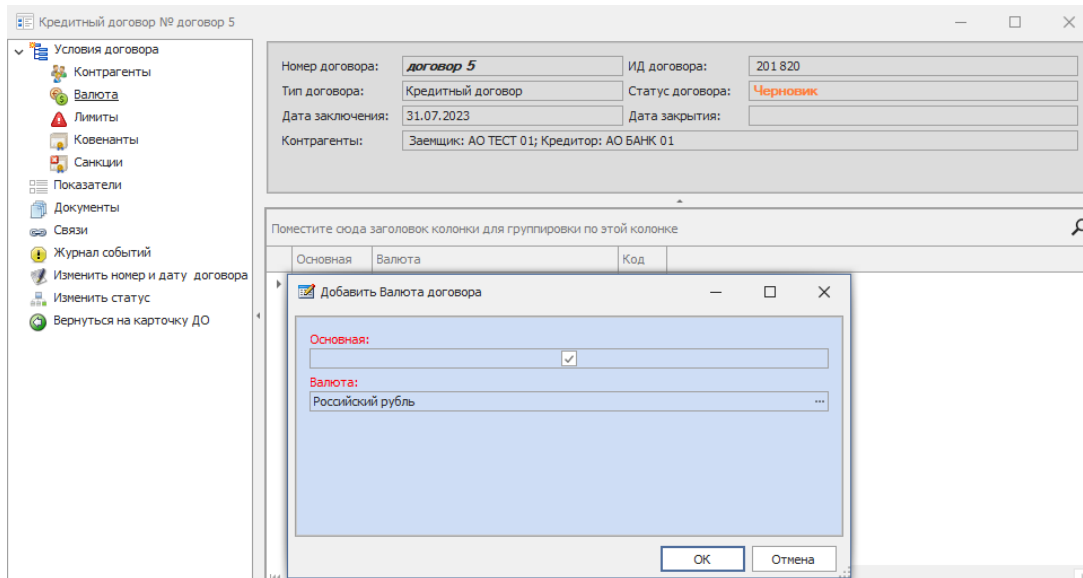 Кредитный договор № договор 5
Условия договора
Контрагенты
Валюта
Лимиты
Ковенанты
Санкции
Показатели
Документы
Связи
Журнал событий
Изменить номер и дату договора
Изменить статус
Вернуться на карточку ДО
Номер договора: договор 5 ИД договора: 201 820
Тип договора: Кредитный договор Статус договора: Черновик
Дата заключения: 31.07.2023 Дата закрытия:
Контрагенты: Заемщик: АО ТЕСТ 01; Кредитор: АО БАНК 01
Поместите сюда заголовок колонки для группировки по этой колонке
Основная Валюта Код
Добавить Валюта договора
Основная:
Валюта:
Российский рубль ...
ОК Отмена